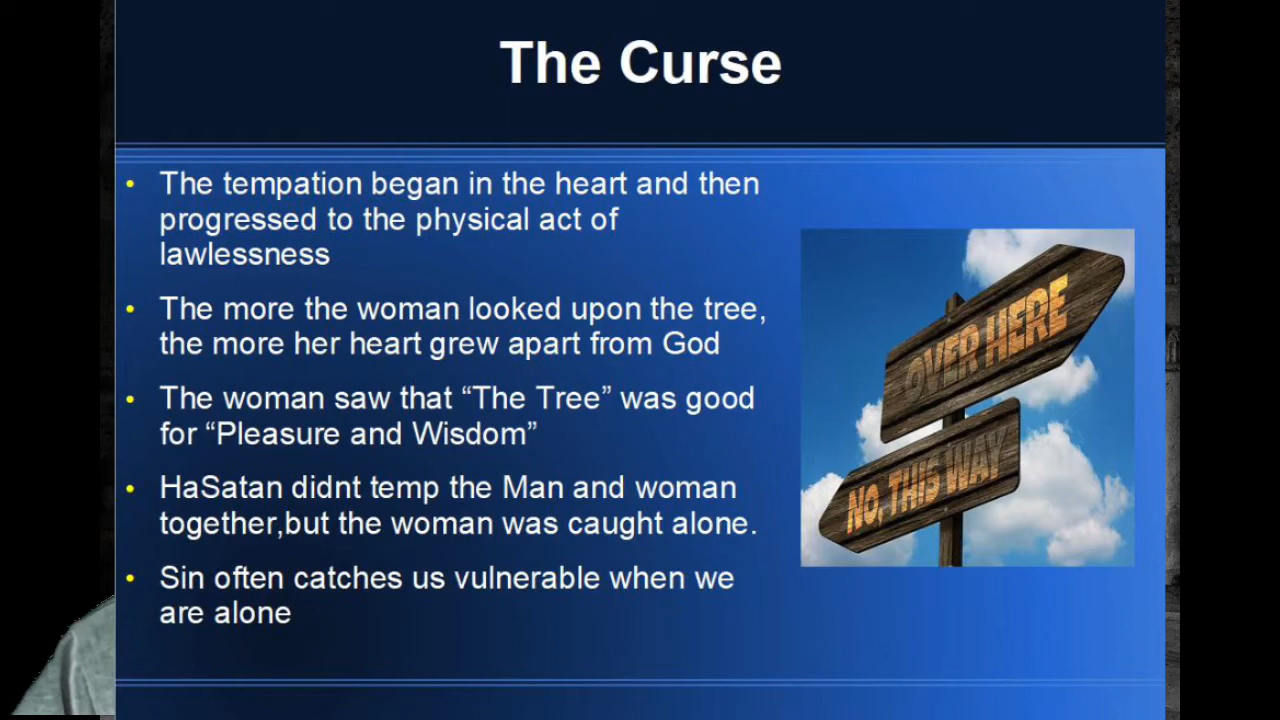 The Curse
• The tempation began in the heart and then
progressed to the physical act of
lawlessness
• The more the woman looked upon the tree,
the more her heart grew apart from God
• The woman saw that “The Tree” was good
for “Pleasure and Wisdom”
• HaSatan didnt temp the Man and woman
together,but the woman was caught alone.
• Sin often catches us vulnerable when we
are alone
OVER HERE
NO, THIS WAY